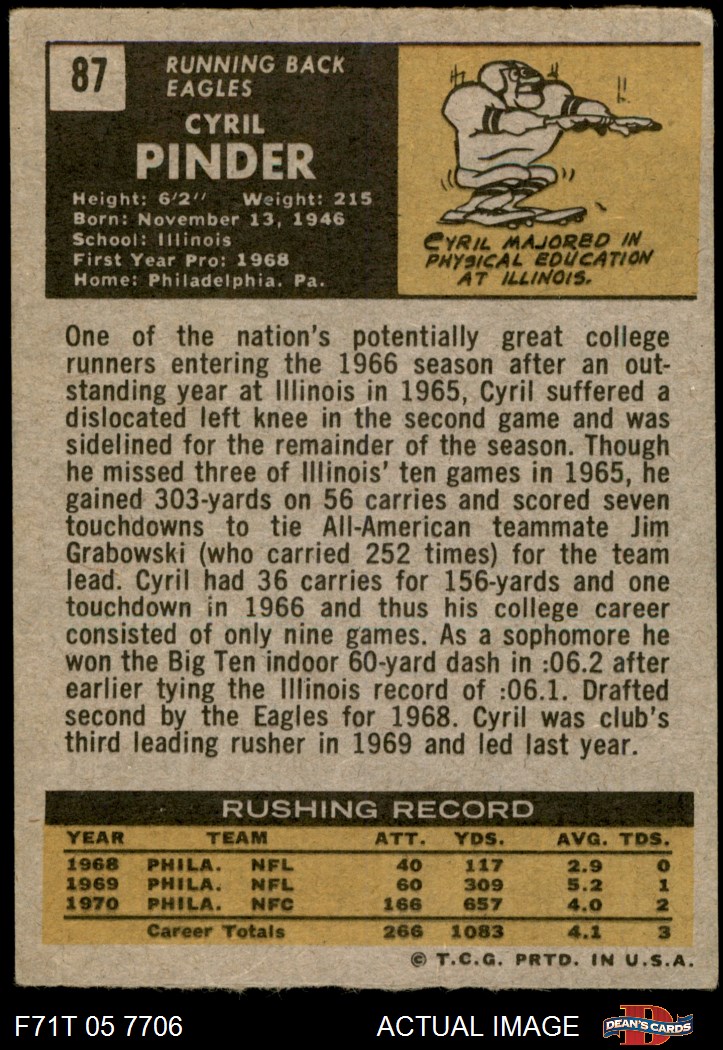 87
RUNNING BACK
EAGLES
CYRIL
PINDER
Height: 6'2" Weight: 215
Born: November 13, 1946
School: Illinois
First Year Pro: 1968
Home: Philadelphia. Pa.
CYRIL MAJORED IN
PHYSICAL EDUCATION
AT ILLINOIS.
One of the nation's potentially great college
runners entering the 1966 season after an out-
standing year at Illinois in 1965, Cyril suffered a
dislocated left knee in the second game and was
sidelined for the remainder of the season. Though
he missed three of Illinois' ten games in 1965, he
gained 303-yards on 56 carries and scored seven
touchdowns to tie All-American teammate Jim
Grabowski (who carried 252 times) for the team
lead. Cyril had 36 carries for 156-yards and one
touchdown in 1966 and thus his college career
consisted of only nine games. As a sophomore he
won the Big Ten indoor 60-yard dash in :06.2 after
earlier tying the Illinois record of :06.1. Drafted
second by the Eagles for 1968. Cyril was club's
third leading rusher in 1969 and led last year.
RUSHING RECORD
YEAR TEAM ATT. YDS. AVG. TDS.
1968 PHILA. NFL 40 117 2.9 0
1969 PHILA. NFL 60 309 5.2 1
1970 PHILA. NFC 166 657 4.0 2
Career Totals 266 1083 4.1 3
© T.C.G. PRTD. IN U.S.A.
F71T 05 7706 ACTUAL IMAGE D DEAN'S CARDS